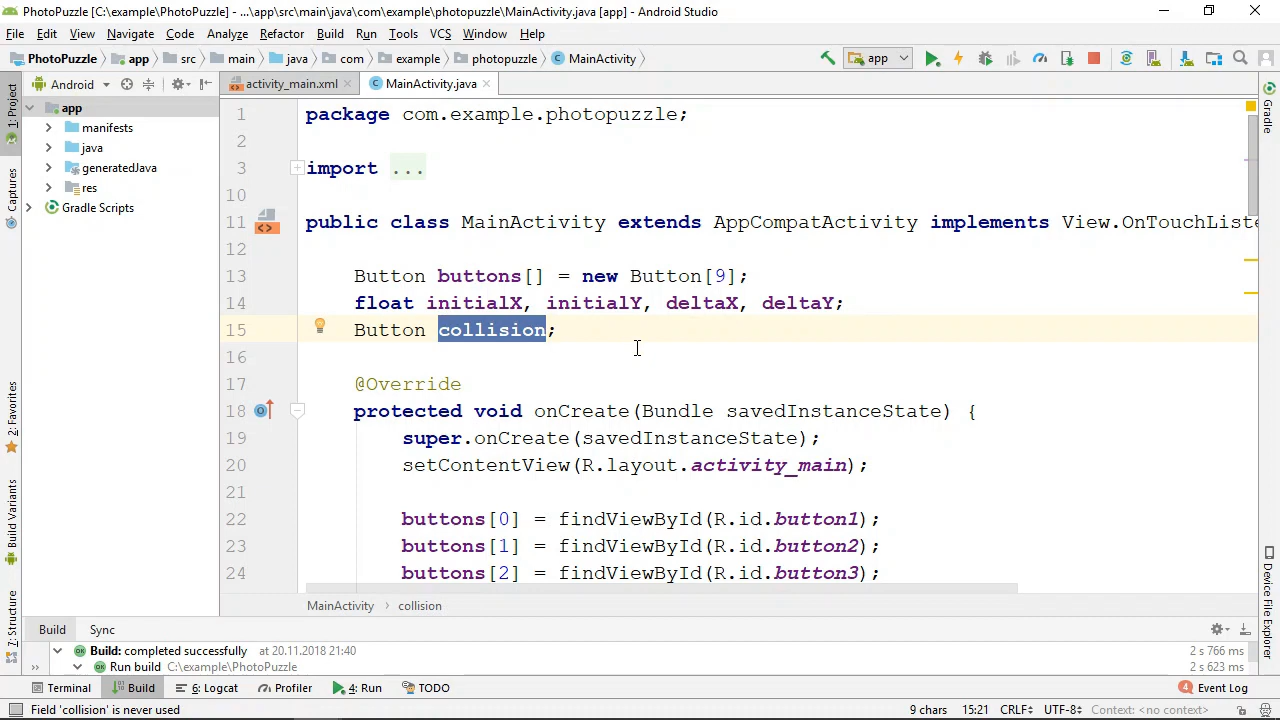 PhotoPuzzle [C:\example\PhotoPuzzle] - ...\app\src\main\java\com\example\photopuzzle\MainActivity.java [app] - Android Studio
File Edit View Navigate Code Analyze Refactor Build Run Tools VCS Window Help
PhotoPuzzle app src main java com example photopuzzle MainActivity app
Android activity_main.xml MainActivity.java
1: Project
Captures
2: Favorites
Build Variants
7: Structure
app
manifests
java
generatedJava
res
Gradle Scripts
1 package com.example.photopuzzle;
2
3 import ...
10
11 public class MainActivity extends AppCompatActivity implements View.OnTouchListe
12
13 Button buttons[] = new Button[9];
14 float initialX, initialY, deltaX, deltaY;
15 Button collision;
16
17 @Override
18 protected void onCreate(Bundle savedInstanceState) {
19 super.onCreate(savedInstanceState);
20 setContentView(R.layout.activity_main);
21
22 buttons[0] = findViewById(R.id.button1);
23 buttons[1] = findViewById(R.id.button2);
24 buttons[2] = findViewById(R.id.button3);
MainActivity › collision
Gradle
Device File Explorer
Build Sync
Build: completed successfully at 20.11.2018 21:40 2 s 766 ms
Run build C:\example\PhotoPuzzle 2 s 623 ms
Terminal Build 6: Logcat Profiler 4: Run TODO 4 Event Log
Field 'collision' is never used 9 chars 15:21 CRLF UTF-8 Context: <no context>